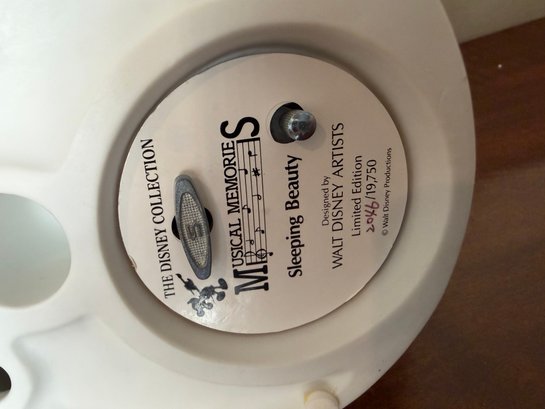 THE DISNEY COLLECTION
MUSICAL MEMORIES
Sleeping Beauty
Designed by
WALT DISNEY ARTISTS
Limited Edition
2046/19,750
© Walt Disney Productions